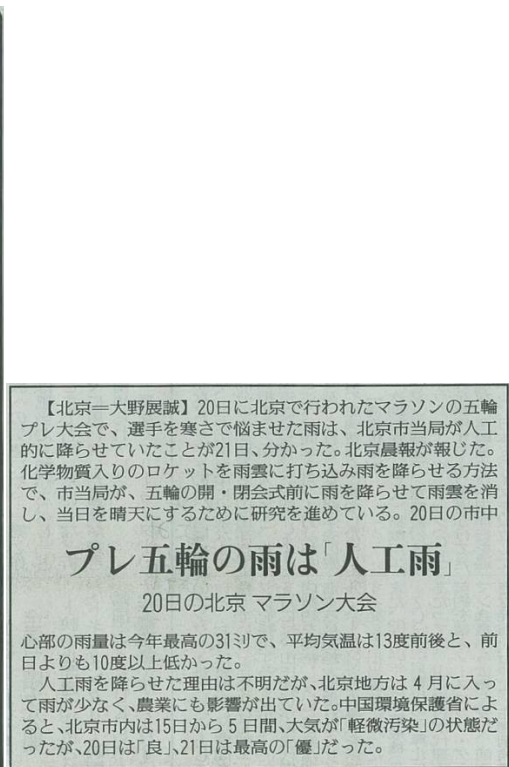 【北京=大野展誠】20日に北京で行われたマラソンの五輪
プレ大会で、選手を寒さで悩ませた雨は、北京市当局が人工
的に降らせていたことが21日、分かった。北京晨報が報じた。
化学物質入りのロケットを雨雲に打ち込み雨を降らせる方法
で、市当局が、五輪の開・閉会式前に雨を降らせて雨雲を消
し、当日を晴天にするために研究を進めている。20日の市中
プレ五輪の雨は「人工雨」
20日の北京 マラソン大会
心部の雨量は今年最高の31ミリで、平均気温は13度前後と、前
日よりも10度以上低かった。
人工雨を降らせた理由は不明だが、北京地方は4月に入っ
て雨が少なく、農業にも影響が出ていた。中国環境保護省によ
ると、北京市内は15日から5日間、大気が「軽微汚染」の状態だ
ったが、20日は「良」、21日は最高の「優」だった。